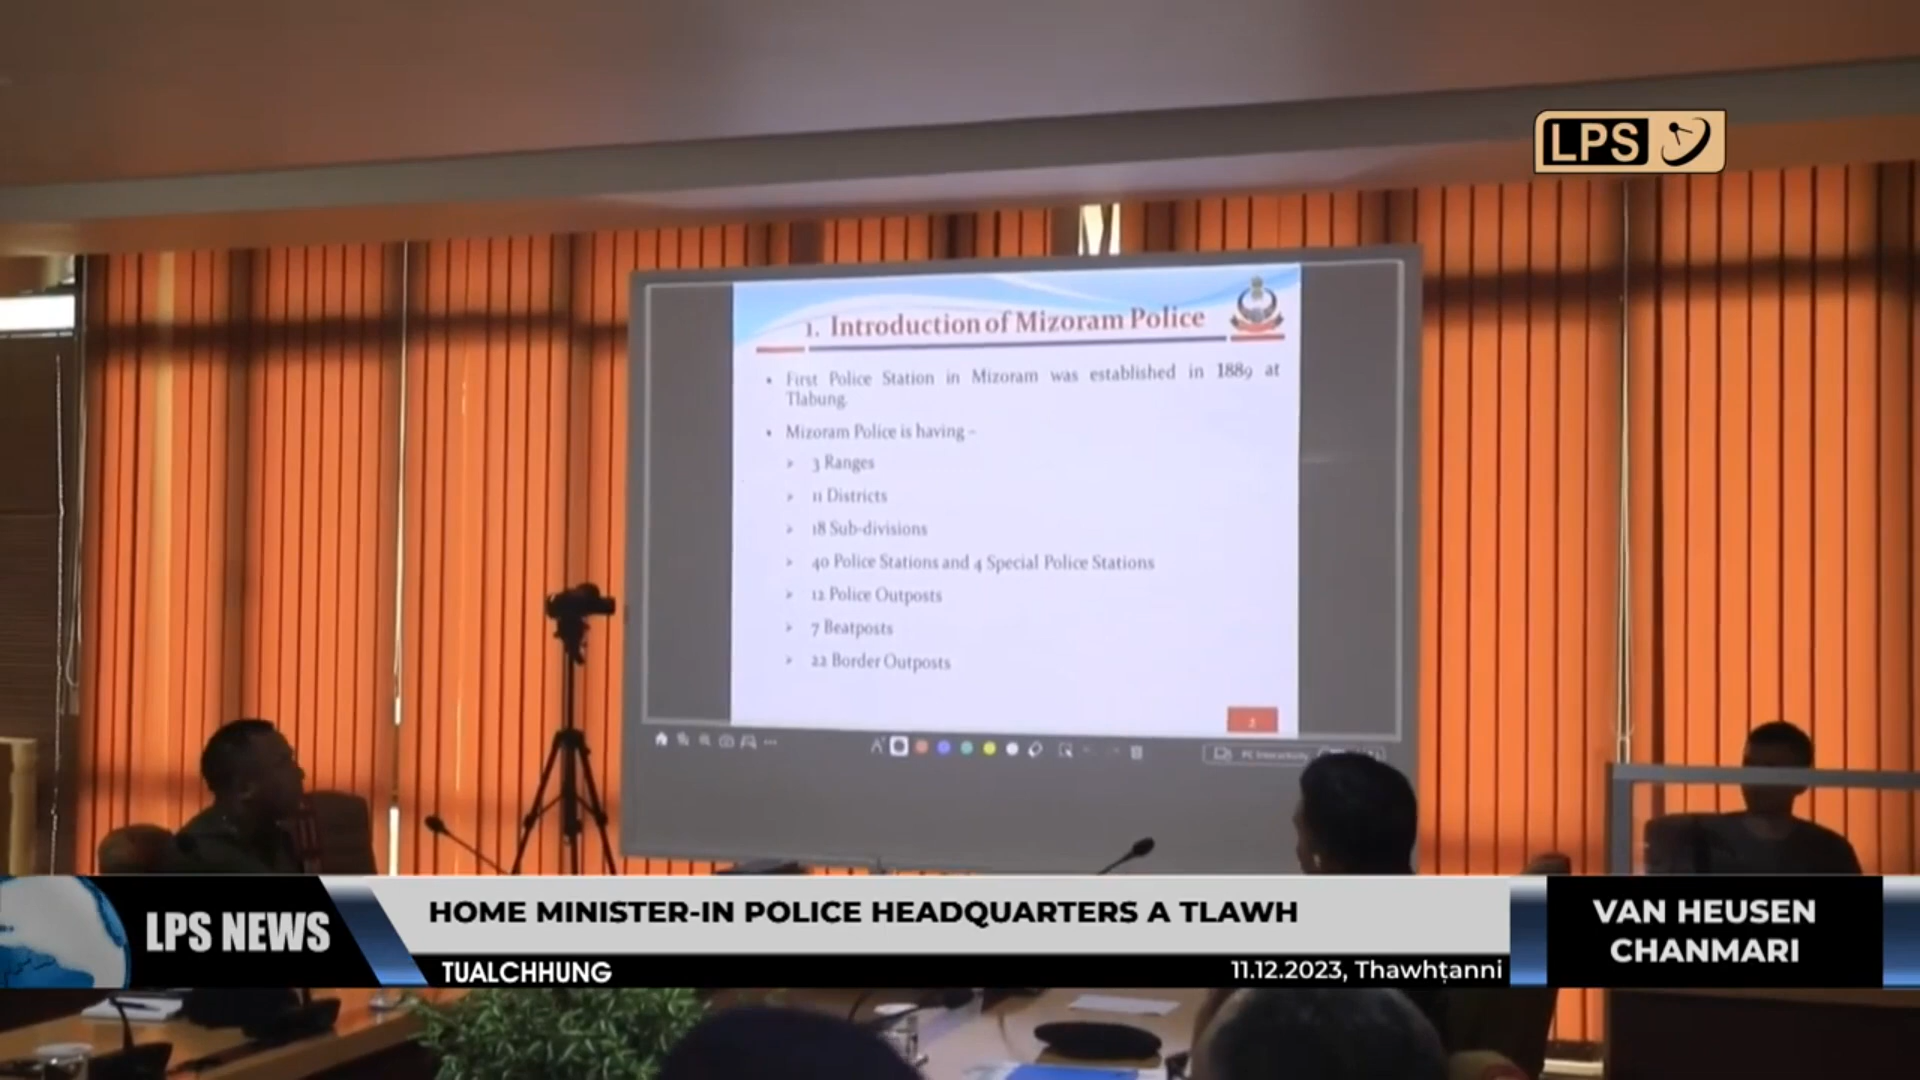 LPS
1. Introduction of Mizoram Police
• First Police Station in Mizoram was established in 1889 at
Tlabung.
• Mizoram Police is having –
➢ 3 Ranges
➢ 11 Districts
➢ 18 Sub-divisions
➢ 40 Police Stations and 4 Special Police Stations
➢ 12 Police Outposts
➢ 7 Beatposts
➢ 22 Border Outposts
LPS NEWS
HOME MINISTER-IN POLICE HEADQUARTERS A TLAWH
TUALCHHUNG
11.12.2023, Thawhṭanni
VAN HEUSEN
CHANMARI